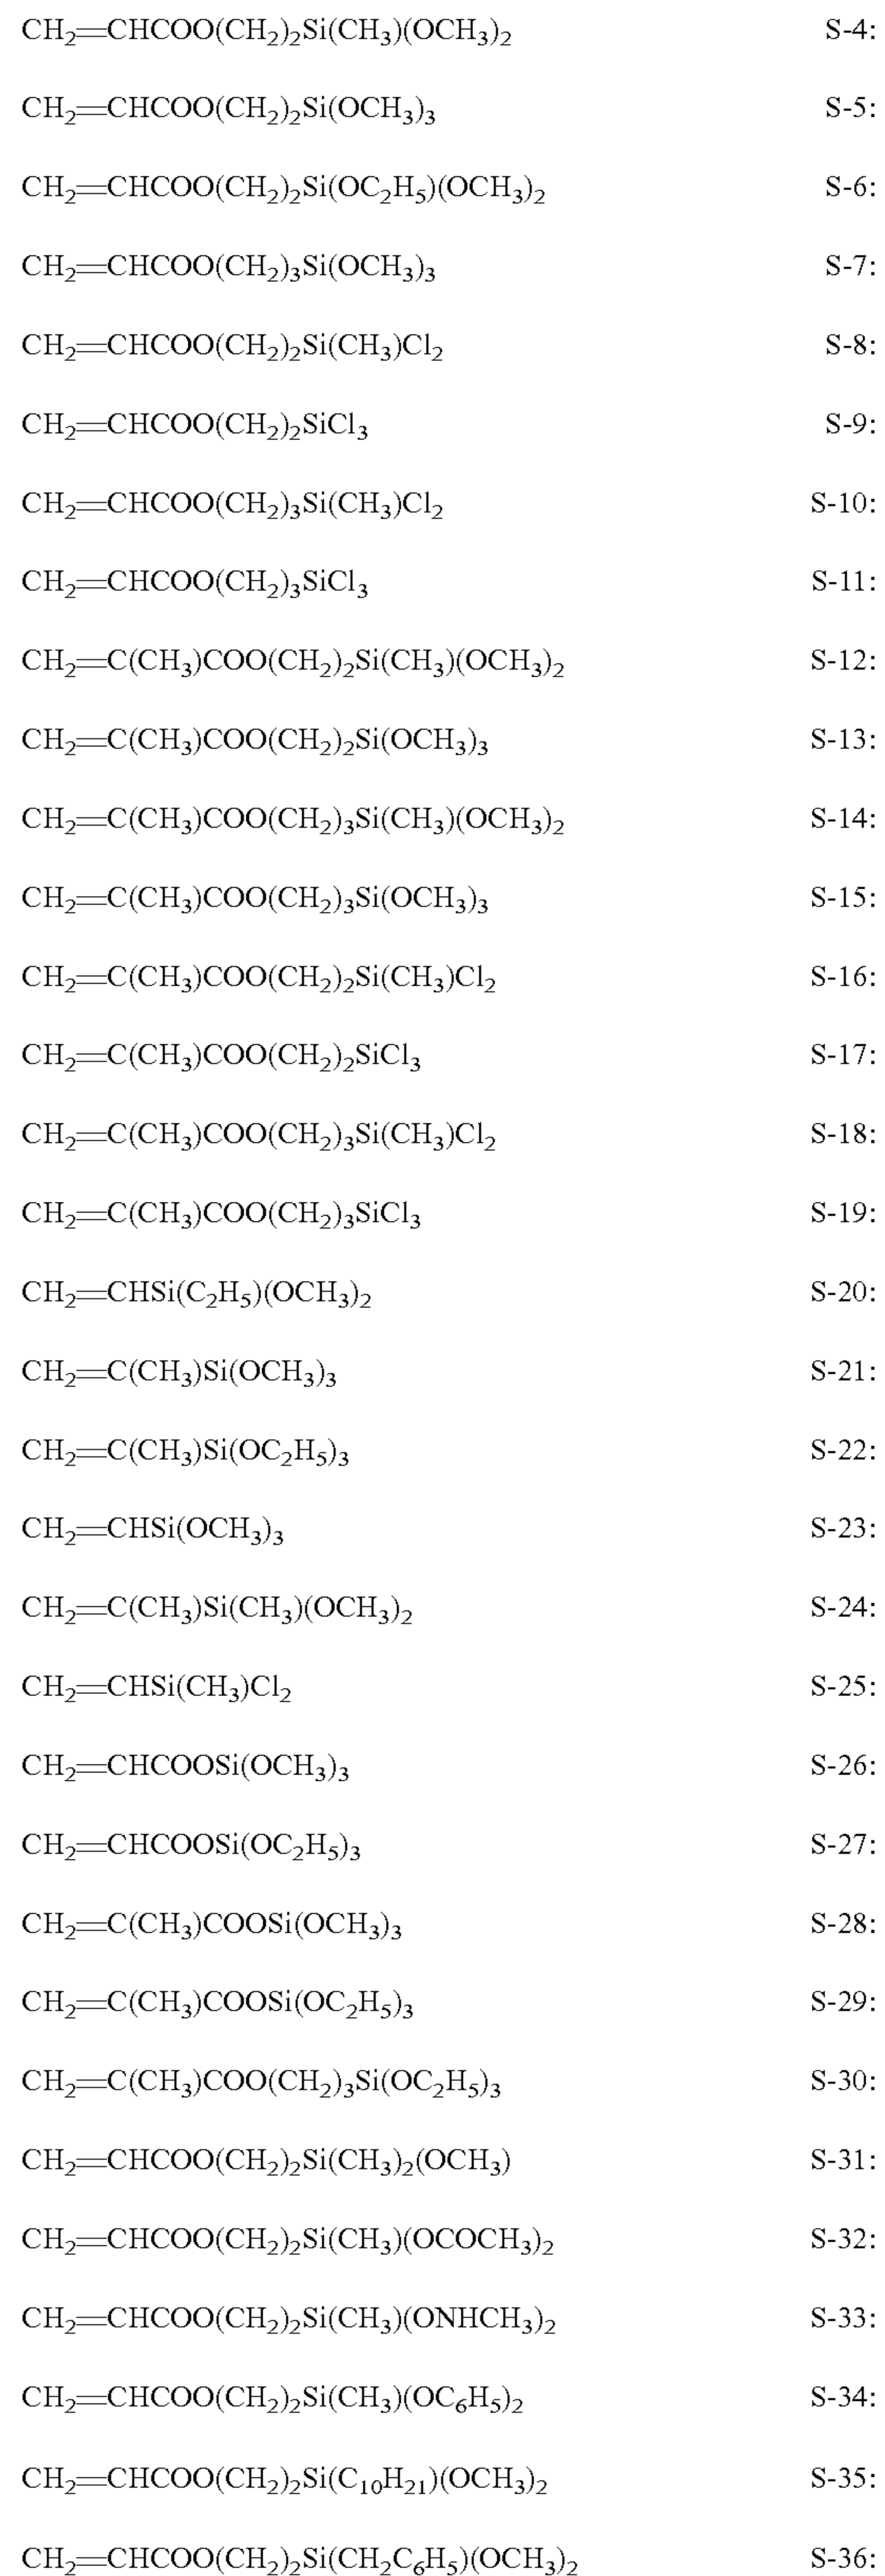 CH₂=CHCOO(CH₂)₂Si(CH₃)(OCH₃)₂ S-4:
CH₂=CHCOO(CH₂)₂Si(OCH₃)₃ S-5:
CH₂=CHCOO(CH₂)₂Si(OC₂H₅)(OCH₃)₂ S-6:
CH₂=CHCOO(CH₂)₃Si(OCH₃)₃ S-7:
CH₂=CHCOO(CH₂)₂Si(CH₃)Cl₂ S-8:
CH₂=CHCOO(CH₂)₂SiCl₃ S-9:
CH₂=CHCOO(CH₂)₃Si(CH₃)Cl₂ S-10:
CH₂=CHCOO(CH₂)₃SiCl₃ S-11:
CH₂=C(CH₃)COO(CH₂)₂Si(CH₃)(OCH₃)₂ S-12:
CH₂=C(CH₃)COO(CH₂)₂Si(OCH₃)₃ S-13:
CH₂=C(CH₃)COO(CH₂)₃Si(CH₃)(OCH₃)₂ S-14:
CH₂=C(CH₃)COO(CH₂)₃Si(OCH₃)₃ S-15:
CH₂=C(CH₃)COO(CH₂)₂Si(CH₃)Cl₂ S-16:
CH₂=C(CH₃)COO(CH₂)₂SiCl₃ S-17:
CH₂=C(CH₃)COO(CH₂)₃Si(CH₃)Cl₂ S-18:
CH₂=C(CH₃)COO(CH₂)₃SiCl₃ S-19:
CH₂=CHSi(C₂H₅)(OCH₃)₂ S-20:
CH₂=C(CH₃)Si(OCH₃)₃ S-21:
CH₂=C(CH₃)Si(OC₂H₅)₃ S-22:
CH₂=CHSi(OCH₃)₃ S-23:
CH₂=C(CH₃)Si(CH₃)(OCH₃)₂ S-24:
CH₂=CHSi(CH₃)Cl₂ S-25:
CH₂=CHCOOSi(OCH₃)₃ S-26:
CH₂=CHCOOSi(OC₂H₅)₃ S-27:
CH₂=C(CH₃)COOSi(OCH₃)₃ S-28:
CH₂=C(CH₃)COOSi(OC₂H₅)₃ S-29:
CH₂=C(CH₃)COO(CH₂)₃Si(OC₂H₅)₃ S-30:
CH₂=CHCOO(CH₂)₂Si(CH₃)₂(OCH₃) S-31:
CH₂=CHCOO(CH₂)₂Si(CH₃)(OCOCH₃)₂ S-32:
CH₂=CHCOO(CH₂)₂Si(CH₃)(ONHCH₃)₂ S-33:
CH₂=CHCOO(CH₂)₂Si(CH₃)(OC₆H₅)₂ S-34:
CH₂=CHCOO(CH₂)₂Si(C₁₀H₂₁)(OCH₃)₂ S-35:
CH₂=CHCOO(CH₂)₂Si(CH₂C₆H₅)(OCH₃)₂ S-36: